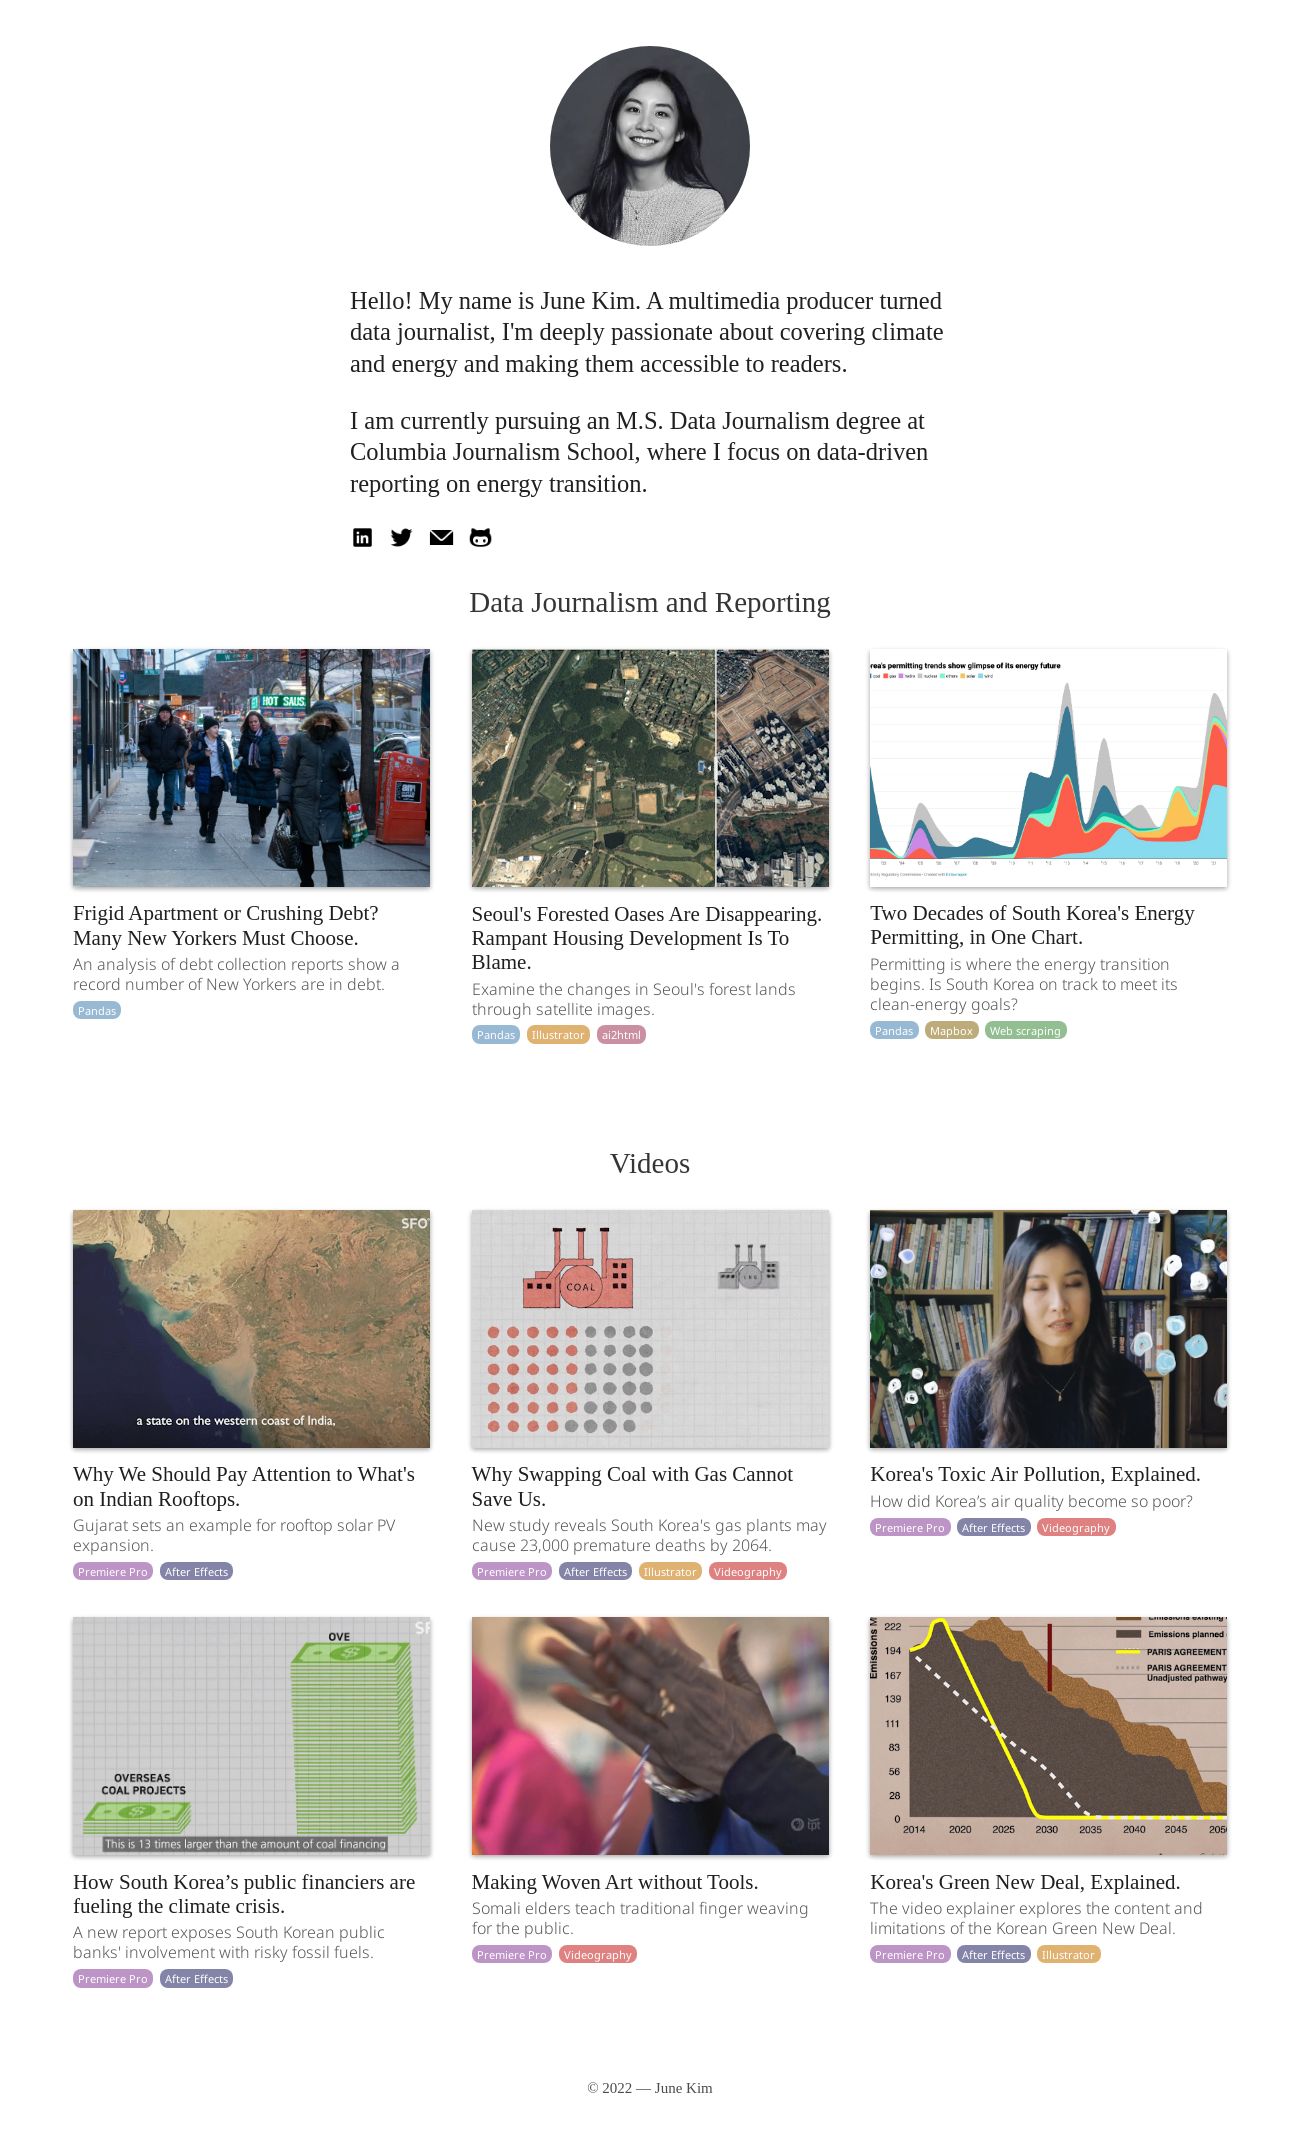 Hello! My name is June Kim. A multimedia producer turned
data journalist, I'm deeply passionate about covering climate
and energy and making them accessible to readers.
I am currently pursuing an M.S. Data Journalism degree at
Columbia Journalism School, where I focus on data-driven
reporting on energy transition.
in
Data Journalism and Reporting
HOT SAUS
rea's permitting trends show glimpse of its energy future
coal gas hydro nuclear others solar wind
Frigid Apartment or Crushing Debt?
Many New Yorkers Must Choose.
An analysis of debt collection reports show a
record number of New Yorkers are in debt.
Pandas
Seoul's Forested Oases Are Disappearing.
Rampant Housing Development Is To
Blame.
Examine the changes in Seoul's forest lands
through satellite images.
Pandas Illustrator ai2html
Two Decades of South Korea's Energy
Permitting, in One Chart.
Permitting is where the energy transition
begins. Is South Korea on track to meet its
clean-energy goals?
Pandas Mapbox Web scraping
Videos
SFO
a state on the western coast of India,
COAL
Why We Should Pay Attention to What's
on Indian Rooftops.
Gujarat sets an example for rooftop solar PV
expansion.
Premiere Pro After Effects
Why Swapping Coal with Gas Cannot
Save Us.
New study reveals South Korea's gas plants may
cause 23,000 premature deaths by 2064.
Premiere Pro After Effects Illustrator Videography
Korea's Toxic Air Pollution, Explained.
How did Korea’s air quality become so poor?
Premiere Pro After Effects Videography
OVE
OVERSEAS
COAL PROJECTS
This is 13 times larger than the amount of coal financing
tpt
Emissions M
222
194
167
139
111
83
56
28
0
2014 2020 2025 2030 2035 2040 2045 205
Emissions existing
Emissions planned
PARIS AGREEMENT
PARIS AGREEMENT
Unadjusted pathway
How South Korea’s public financiers are
fueling the climate crisis.
A new report exposes South Korean public
banks' involvement with risky fossil fuels.
Premiere Pro After Effects
Making Woven Art without Tools.
Somali elders teach traditional finger weaving
for the public.
Premiere Pro Videography
Korea's Green New Deal, Explained.
The video explainer explores the content and
limitations of the Korean Green New Deal.
Premiere Pro After Effects Illustrator
© 2022 — June Kim